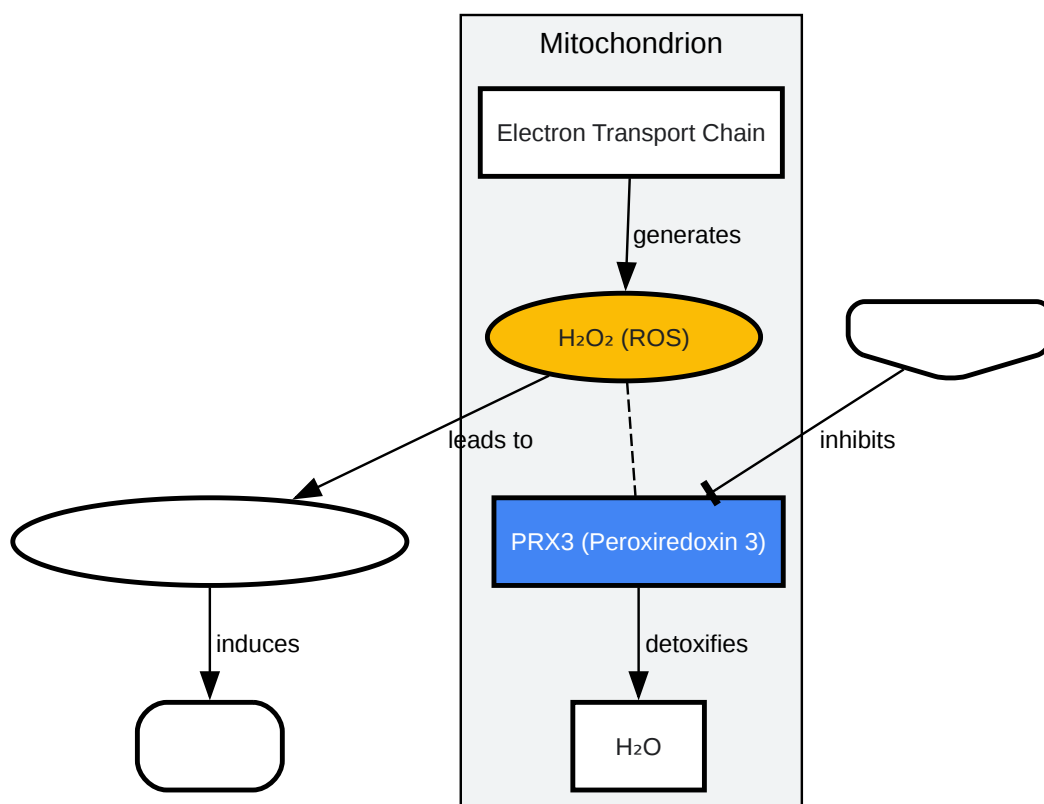 Mitochondrion
Electron Transport Chain
generates
H₂O₂ (ROS)
leads to
inhibits
PRX3 (Peroxiredoxin 3)
induces
detoxifies
H₂O